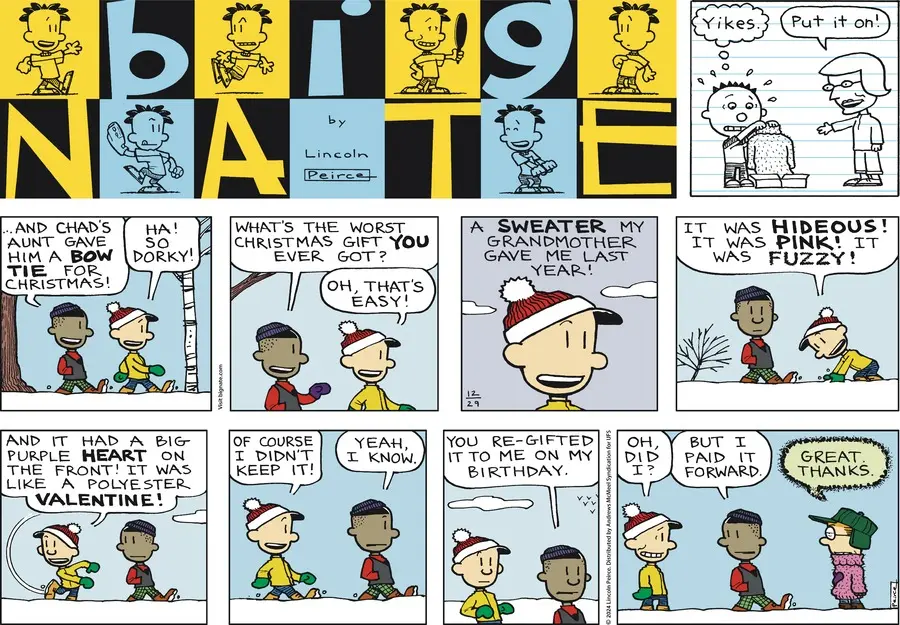 big
NATE
by
Lincoln
Peirce
Yikes.
Put it on!
...AND CHAD'S
AUNT GAVE
HIM A BOW
TIE FOR
CHRISTMAS!
HA!
SO
DORKY!
Visit bignate.com
WHAT'S THE WORST
CHRISTMAS GIFT YOU
EVER GOT?
OH, THAT'S
EASY!
A SWEATER MY
GRANDMOTHER
GAVE ME LAST
YEAR!
12
29
IT WAS HIDEOUS!
IT WAS PINK! IT
WAS FUZZY!
AND IT HAD A BIG
PURPLE HEART ON
THE FRONT! IT WAS
LIKE A POLYESTER
VALENTINE!
OF COURSE
I DIDN'T
KEEP IT!
YEAH,
I KNOW.
YOU RE-GIFTED
IT TO ME ON MY
BIRTHDAY.
© 2024 Lincoln Peirce. Distributed by Andrews McMeel Syndication for UFS
OH,
DID
I?
BUT I
PAID IT
FORWARD.
GREAT.
THANKS.
PEIRCE